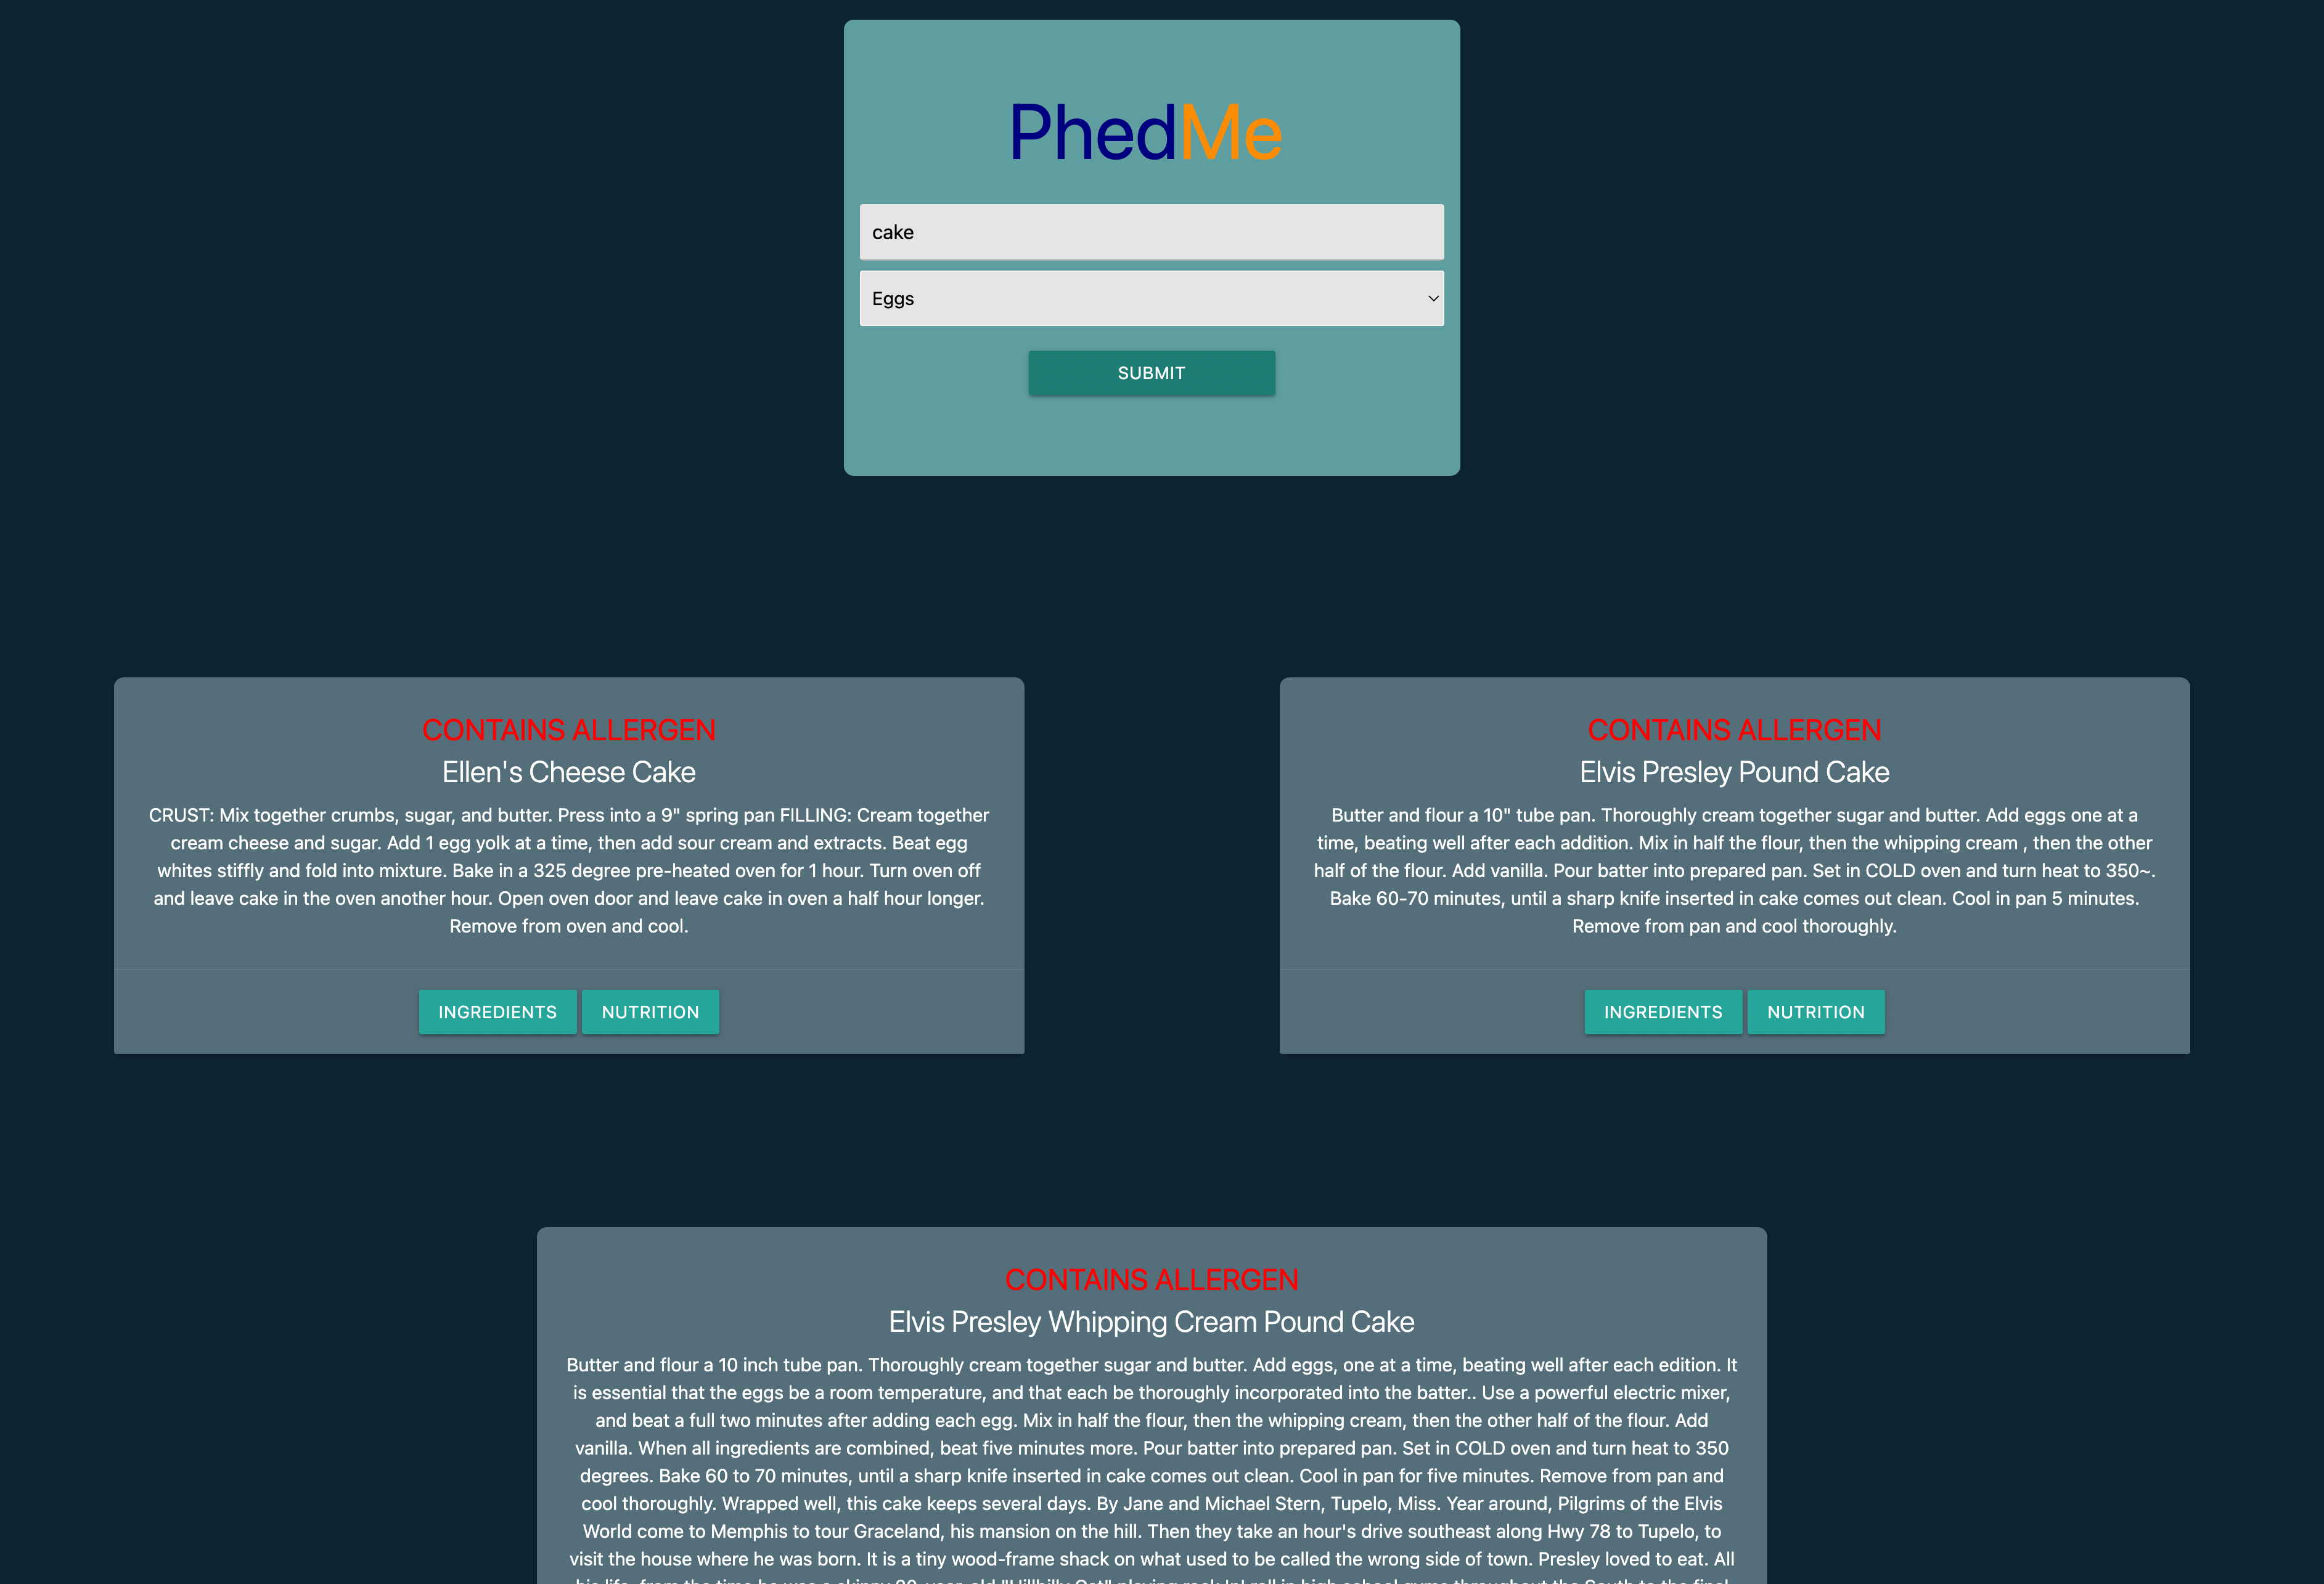 PhedMe
cake
Eggs
SUBMIT
CONTAINS ALLERGEN
Ellen's Cheese Cake
CRUST: Mix together crumbs, sugar, and butter. Press into a 9" spring pan FILLING: Cream together
cream cheese and sugar. Add 1 egg yolk at a time, then add sour cream and extracts. Beat egg
whites stiffly and fold into mixture. Bake in a 325 degree pre-heated oven for 1 hour. Turn oven off
and leave cake in the oven another hour. Open oven door and leave cake in oven a half hour longer.
Remove from oven and cool.
INGREDIENTS NUTRITION
CONTAINS ALLERGEN
Elvis Presley Pound Cake
Butter and flour a 10" tube pan. Thoroughly cream together sugar and butter. Add eggs one at a
time, beating well after each addition. Mix in half the flour, then the whipping cream , then the other
half of the flour. Add vanilla. Pour batter into prepared pan. Set in COLD oven and turn heat to 350~.
Bake 60-70 minutes, until a sharp knife inserted in cake comes out clean. Cool in pan 5 minutes.
Remove from pan and cool thoroughly.
INGREDIENTS NUTRITION
CONTAINS ALLERGEN
Elvis Presley Whipping Cream Pound Cake
Butter and flour a 10 inch tube pan. Thoroughly cream together sugar and butter. Add eggs, one at a time, beating well after each edition. It
is essential that the eggs be a room temperature, and that each be thoroughly incorporated into the batter.. Use a powerful electric mixer,
and beat a full two minutes after adding each egg. Mix in half the flour, then the whipping cream, then the other half of the flour. Add
vanilla. When all ingredients are combined, beat five minutes more. Pour batter into prepared pan. Set in COLD oven and turn heat to 350
degrees. Bake 60 to 70 minutes, until a sharp knife inserted in cake comes out clean. Cool in pan for five minutes. Remove from pan and
cool thoroughly. Wrapped well, this cake keeps several days. By Jane and Michael Stern, Tupelo, Miss. Year around, Pilgrims of the Elvis
World come to Memphis to tour Graceland, his mansion on the hill. Then they take an hour's drive southeast along Hwy 78 to Tupelo, to
visit the house where he was born. It is a tiny wood-frame shack on what used to be called the wrong side of town. Presley loved to eat. All